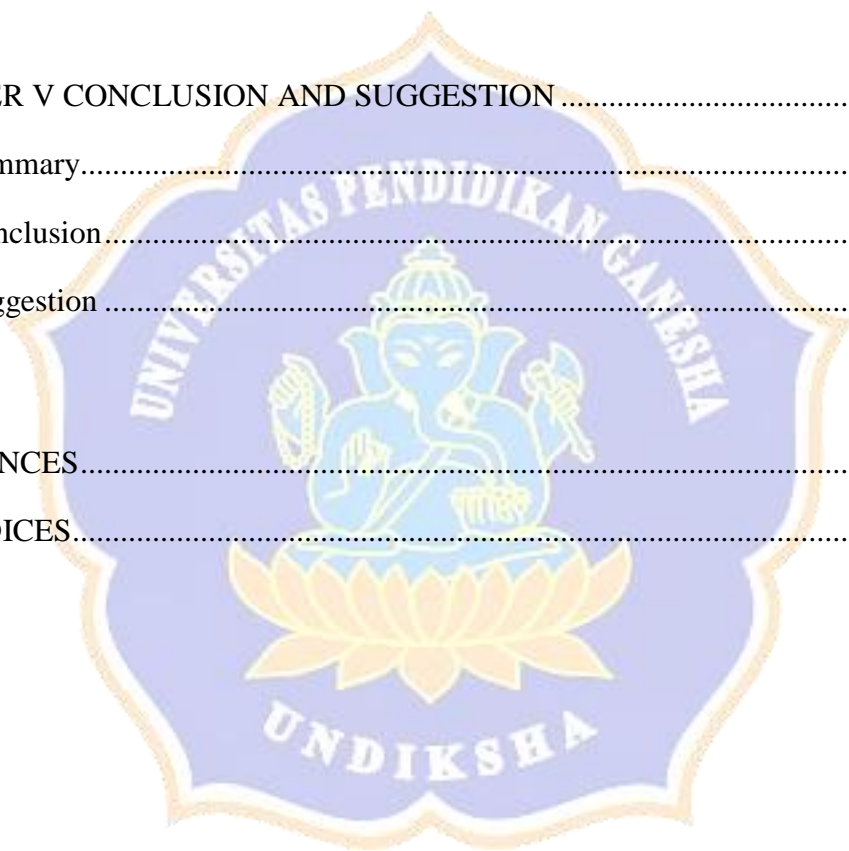 ER V CONCLUSION AND SUGGESTION ........................................
mmary.......................................................................................................
nclusion....................................................................................................
ggestion ....................................................................................................
NCES........................................................................................................
DICES.........................................................................................................
UNIVERSITAS PENDIDIKAN GANESHA
UNDIKSHA